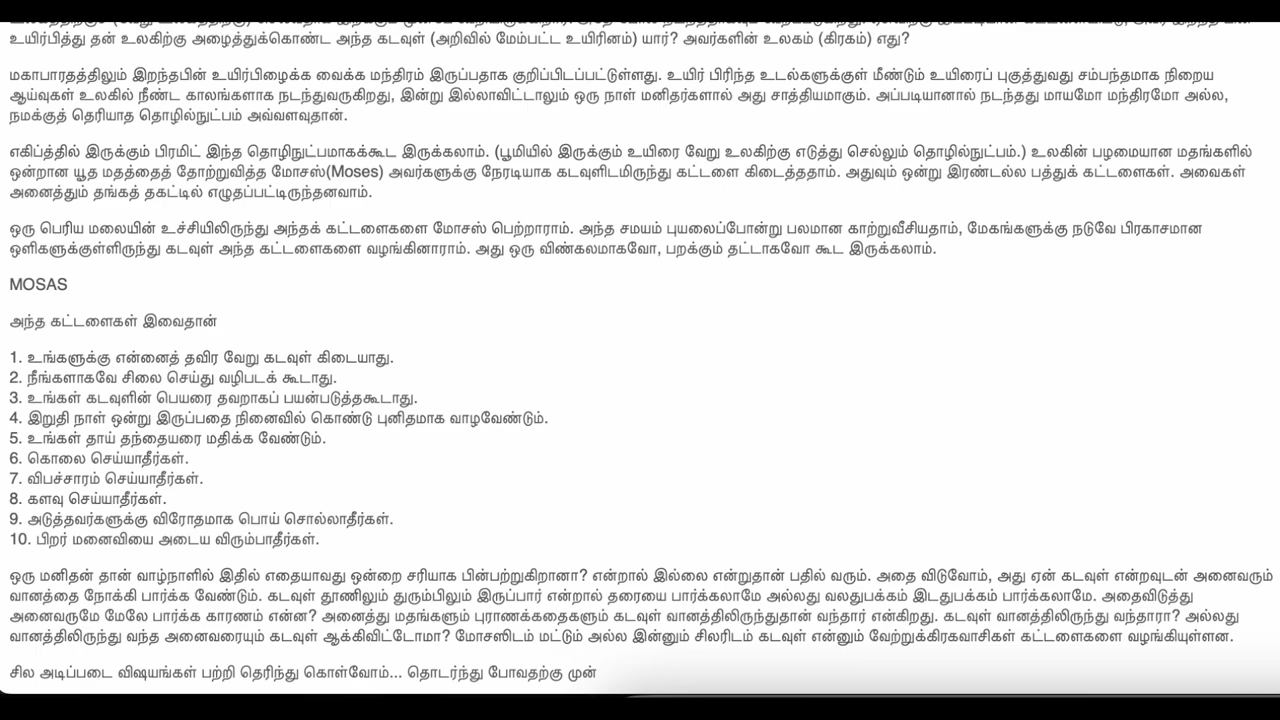 உயிர்பித்து தன் உலகிற்கு அழைத்துக்கொண்ட அந்த கடவுள் (அறிவில் மேம்பட்ட உயிரினம்) யார்? அவர்களின் உலகம் (கிரகம்) எது?
மகாபாரதத்திலும் இறந்தபின் உயிர்பிழைக்க வைக்க மந்திரம் இருப்பதாக குறிப்பிடப்பட்டுள்ளது. உயிர் பிரிந்த உடல்களுக்குள் மீண்டும் உயிரைப் புகுத்துவது சம்பந்தமாக நிறைய
ஆய்வுகள் உலகில் நீண்ட காலங்களாக நடந்துவருகிறது, இன்று இல்லாவிட்டாலும் ஒரு நாள் மனிதர்களால் அது சாத்தியமாகும். அப்படியானால் நடந்தது மாயமோ மந்திரமோ அல்ல,
நமக்குத் தெரியாத தொழில்நுட்பம் அவ்வளவுதான்.
எகிப்த்தில் இருக்கும் பிரமிட் இந்த தொழிநுட்பமாகக்கூட இருக்கலாம். (பூமியில் இருக்கும் உயிரை வேறு உலகிற்கு எடுத்து செல்லும் தொழில்நுட்பம்.) உலகின் பழமையான மதங்களில்
ஒன்றான யூத மதத்தைத் தோற்றுவித்த மோசஸ்(Moses) அவர்களுக்கு நேரடியாக கடவுளிடமிருந்து கட்டளை கிடைத்ததாம். அதுவும் ஒன்று இரண்டல்ல பத்துக் கட்டளைகள். அவைகள்
அனைத்தும் தங்கத் தகட்டில் எழுதப்பட்டிருந்தனவாம்.
ஒரு பெரிய மலையின் உச்சியிலிருந்து அந்தக் கட்டளைகளை மோசஸ் பெற்றாராம். அந்த சமயம் புயலைப்போன்று பலமான காற்றுவீசியதாம், மேகங்களுக்கு நடுவே பிரகாசமான
ஒளிகளுக்குள்ளிருந்து கடவுள் அந்த கட்டளைகளை வழங்கினாராம். அது ஒரு விண்கலமாகவோ, பறக்கும் தட்டாகவோ கூட இருக்கலாம்.
MOSAS
அந்த கட்டளைகள் இவைதான்
1. உங்களுக்கு என்னைத் தவிர வேறு கடவுள் கிடையாது.
2. நீங்களாகவே சிலை செய்து வழிபடக் கூடாது.
3. உங்கள் கடவுளின் பெயரை தவறாகப் பயன்படுத்தகூடாது.
4. இறுதி நாள் ஒன்று இருப்பதை நினைவில் கொண்டு புனிதமாக வாழவேண்டும்.
5. உங்கள் தாய் தந்தையரை மதிக்க வேண்டும்.
6. கொலை செய்யாதீர்கள்.
7. விபச்சாரம் செய்யாதீர்கள்.
8. களவு செய்யாதீர்கள்.
9. அடுத்தவர்களுக்கு விரோதமாக பொய் சொல்லாதீர்கள்.
10. பிறர் மனைவியை அடைய விரும்பாதீர்கள்.
ஒரு மனிதன் தான் வாழ்நாளில் இதில் எதையாவது ஒன்றை சரியாக பின்பற்றுகிறானா? என்றால் இல்லை என்றுதான் பதில் வரும். அதை விடுவோம், அது ஏன் கடவுள் என்றவுடன் அனைவரும்
வானத்தை நோக்கி பார்க்க வேண்டும். கடவுள் தூணிலும் துரும்பிலும் இருப்பார் என்றால் தரையை பார்க்கலாமே அல்லது வலதுபக்கம் இடதுபக்கம் பார்க்கலாமே. அதைவிடுத்து
அனைவருமே மேலே பார்க்க காரணம் என்ன? அனைத்து மதங்களும் புராணக்கதைகளும் கடவுள் வானத்திலிருந்துதான் வந்தார் என்கிறது. கடவுள் வானத்திலிருந்து வந்தாரா? அல்லது
வானத்திலிருந்து வந்த அனைவரையும் கடவுள் ஆக்கிவிட்டோமா? மோசஸிடம் மட்டும் அல்ல இன்னும் சிலரிடம் கடவுள் என்னும் வேற்றுக்கிரகவாசிகள் கட்டளைகளை வழங்கியுள்ளன.
சில அடிப்படை விஷயங்கள் பற்றி தெரிந்து கொள்வோம்... தொடர்ந்து போவதற்கு முன்